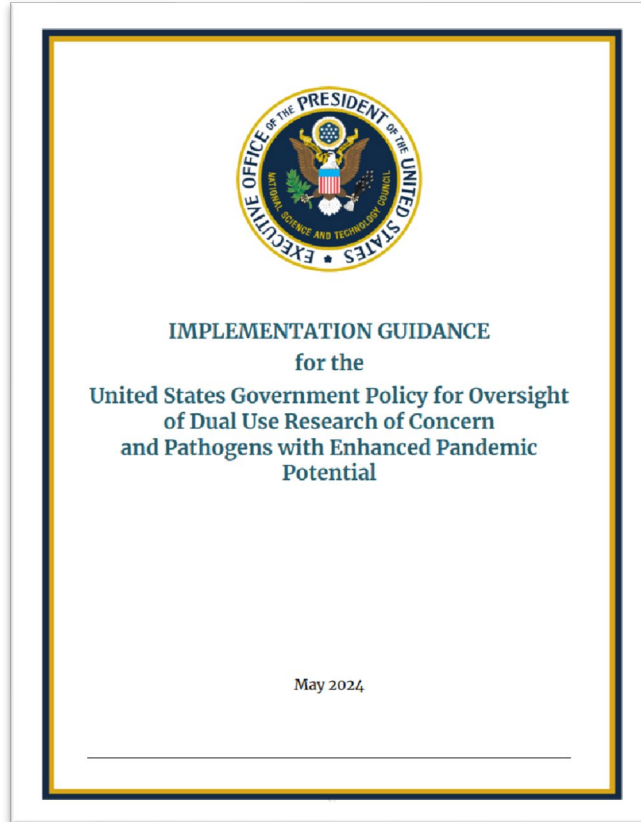 EXECUTIVE OFFICE OF THE PRESIDENT OF THE UNITED STATES
NATIONAL SCIENCE AND TECHNOLOGY COUNCIL
IMPLEMENTATION GUIDANCE
for the
United States Government Policy for Oversight
of Dual Use Research of Concern
and Pathogens with Enhanced Pandemic
Potential
May 2024